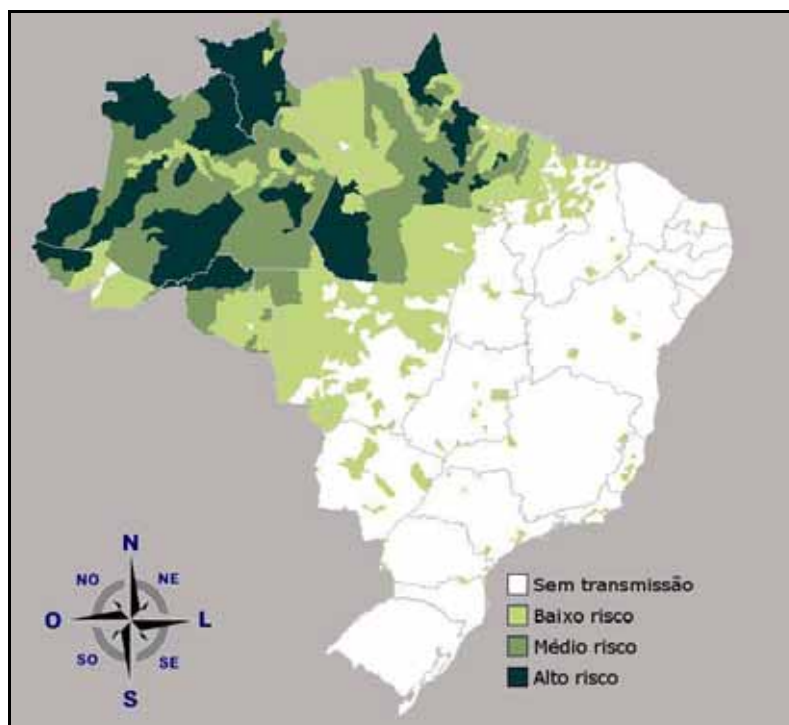 N
NO NE
O L
SO SE
S
Sem transmissão
Baixo risco
Médio risco
Alto risco